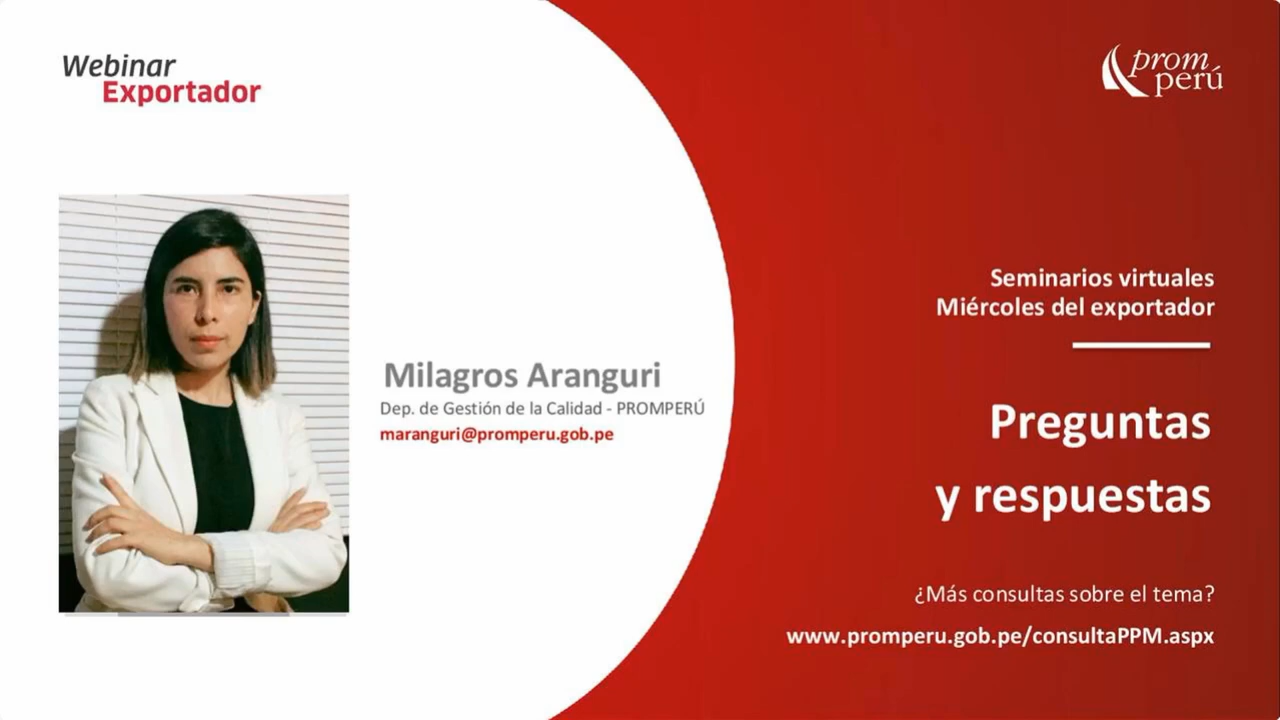 Webinar
Exportador
prom
perú
Milagros Aranguri
Dep. de Gestión de la Calidad - PROMPERÚ
maranguri@promperu.gob.pe
Seminarios virtuales
Miércoles del exportador
Preguntas
y respuestas
¿Más consultas sobre el tema?
www.promperu.gob.pe/consultaPPM.aspx